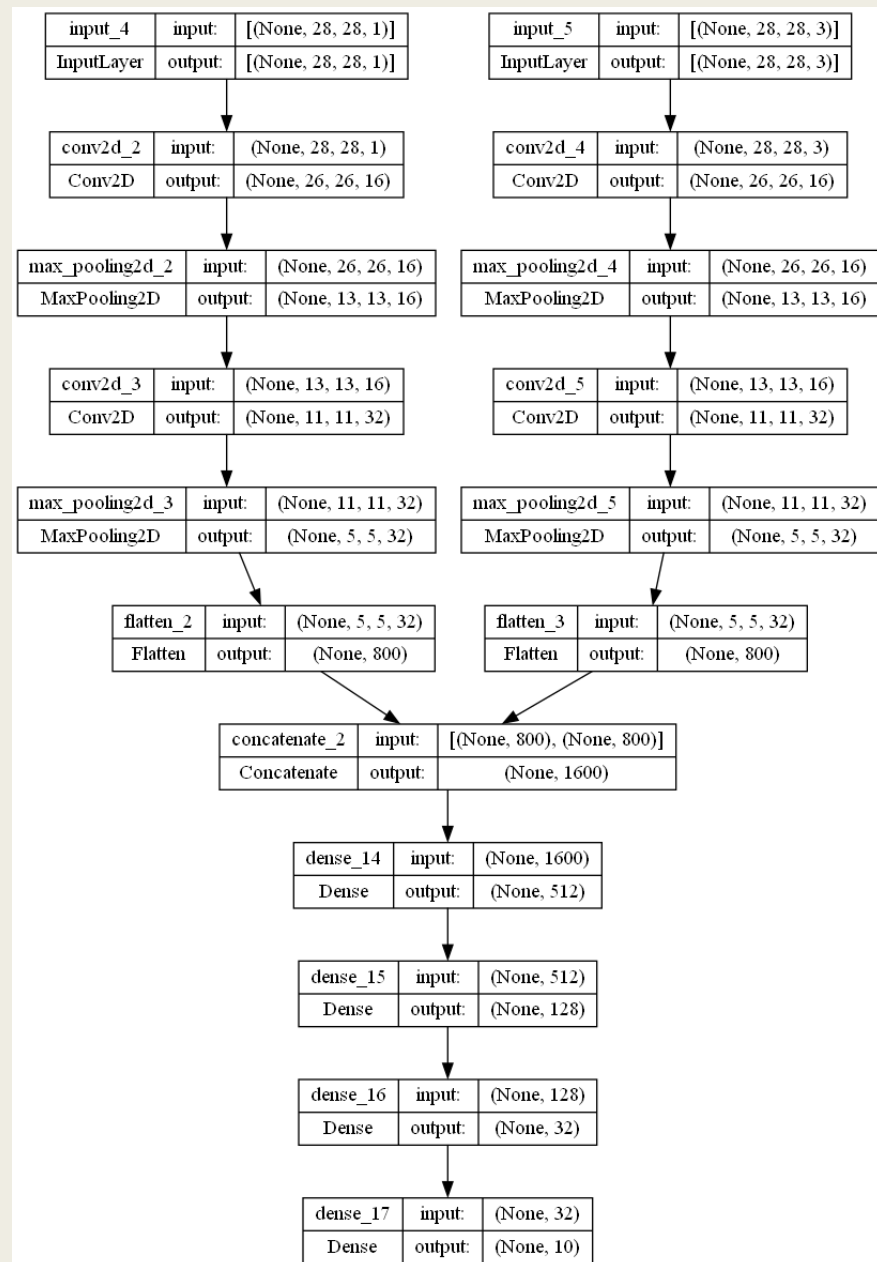 input_4 input: [(None, 28, 28, 1)]
InputLayer output: [(None, 28, 28, 1)]
input_5 input: [(None, 28, 28, 3)]
InputLayer output: [(None, 28, 28, 3)]
conv2d_2 input: (None, 28, 28, 1)
Conv2D output: (None, 26, 26, 16)
conv2d_4 input: (None, 28, 28, 3)
Conv2D output: (None, 26, 26, 16)
max_pooling2d_2 input: (None, 26, 26, 16)
MaxPooling2D output: (None, 13, 13, 16)
max_pooling2d_4 input: (None, 26, 26, 16)
MaxPooling2D output: (None, 13, 13, 16)
conv2d_3 input: (None, 13, 13, 16)
Conv2D output: (None, 11, 11, 32)
conv2d_5 input: (None, 13, 13, 16)
Conv2D output: (None, 11, 11, 32)
max_pooling2d_3 input: (None, 11, 11, 32)
MaxPooling2D output: (None, 5, 5, 32)
max_pooling2d_5 input: (None, 11, 11, 32)
MaxPooling2D output: (None, 5, 5, 32)
flatten_2 input: (None, 5, 5, 32)
Flatten output: (None, 800)
flatten_3 input: (None, 5, 5, 32)
Flatten output: (None, 800)
concatenate_2 input: [(None, 800), (None, 800)]
Concatenate output: (None, 1600)
dense_14 input: (None, 1600)
Dense output: (None, 512)
dense_15 input: (None, 512)
Dense output: (None, 128)
dense_16 input: (None, 128)
Dense output: (None, 32)
dense_17 input: (None, 32)
Dense output: (None, 10)